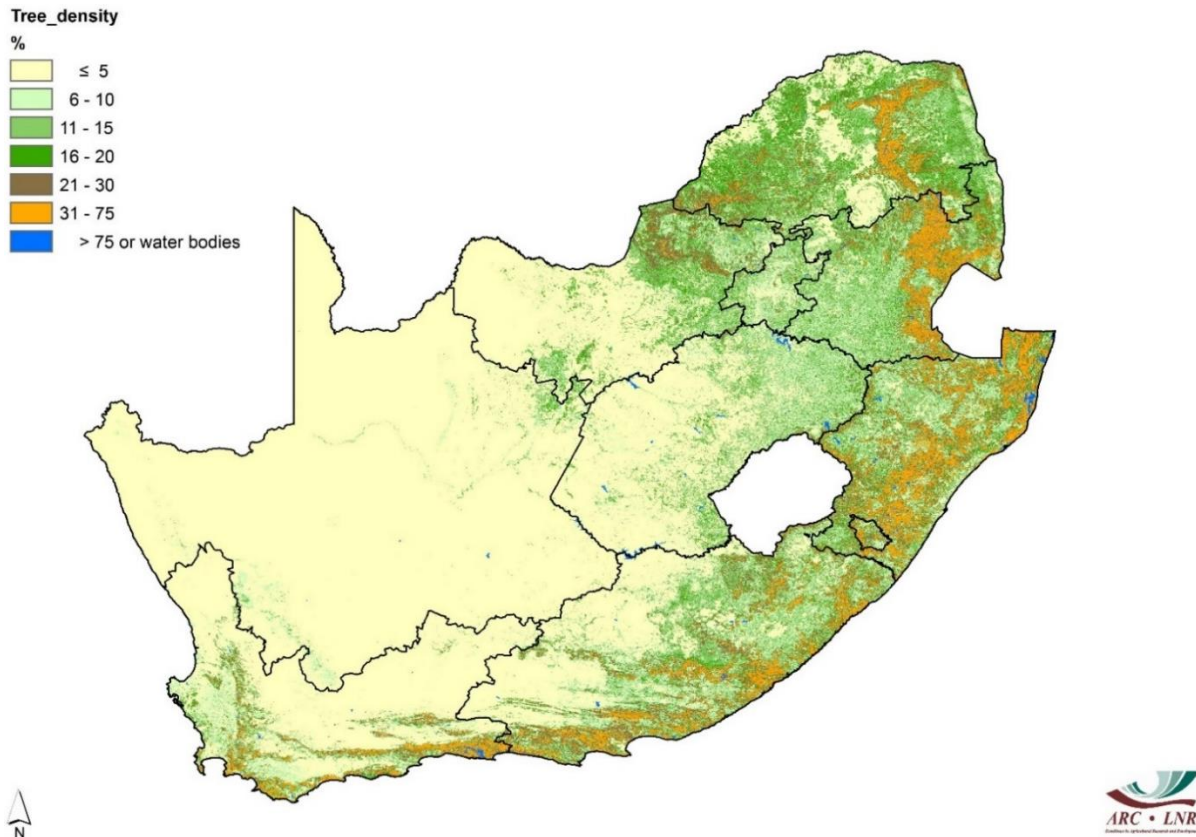 Tree_density
%
≤ 5
6 - 10
11 - 15
16 - 20
21 - 30
31 - 75
> 75 or water bodies
N
ARC • LNR